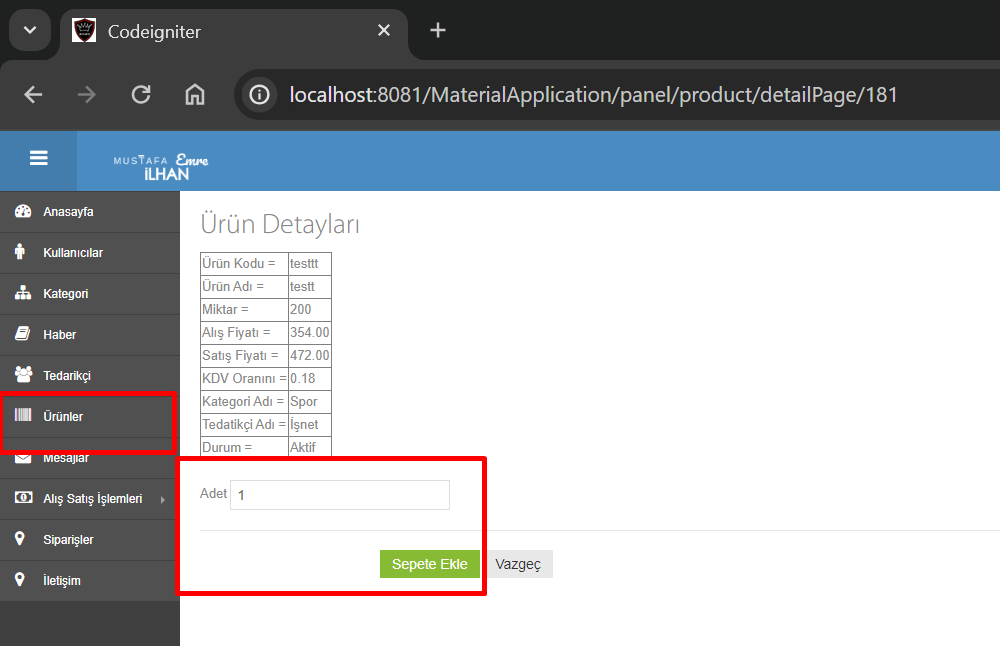 Codeigniter
localhost:8081/MaterialApplication/panel/product/detailPage/181
MUSTAFA Emre
İLHAN
Anasayfa
Kullanıcılar
Kategori
Haber
Tedarikçi
Ürünler
Mesajlar
Alış Satış İşlemleri
Siparişler
İletişim
Ürün Detayları
Ürün Kodu = testtt
Ürün Adı = testt
Miktar = 200
Alış Fiyatı = 354.00
Satış Fiyatı = 472.00
KDV Oranını = 0.18
Kategori Adı = Spor
Tedatikçi Adı = İşnet
Durum = Aktif
Adet 1
Sepete Ekle Vazgeç